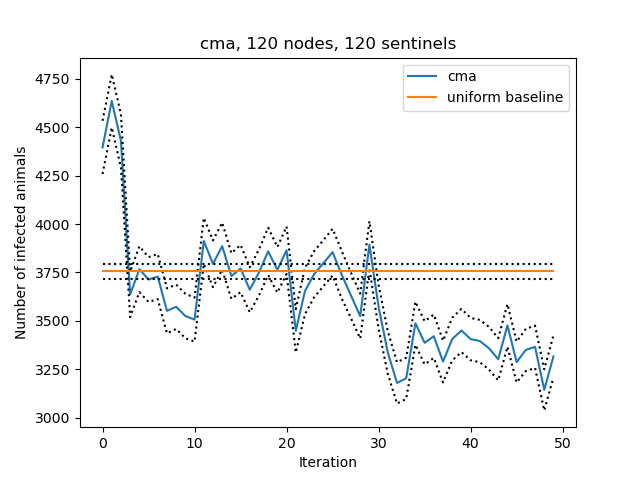 cma, 120 nodes, 120 sentinels
cma
uniform baseline
Number of infected animals
4750
4500
4250
4000
3750
3500
3250
3000
0 10 20 30 40 50
Iteration